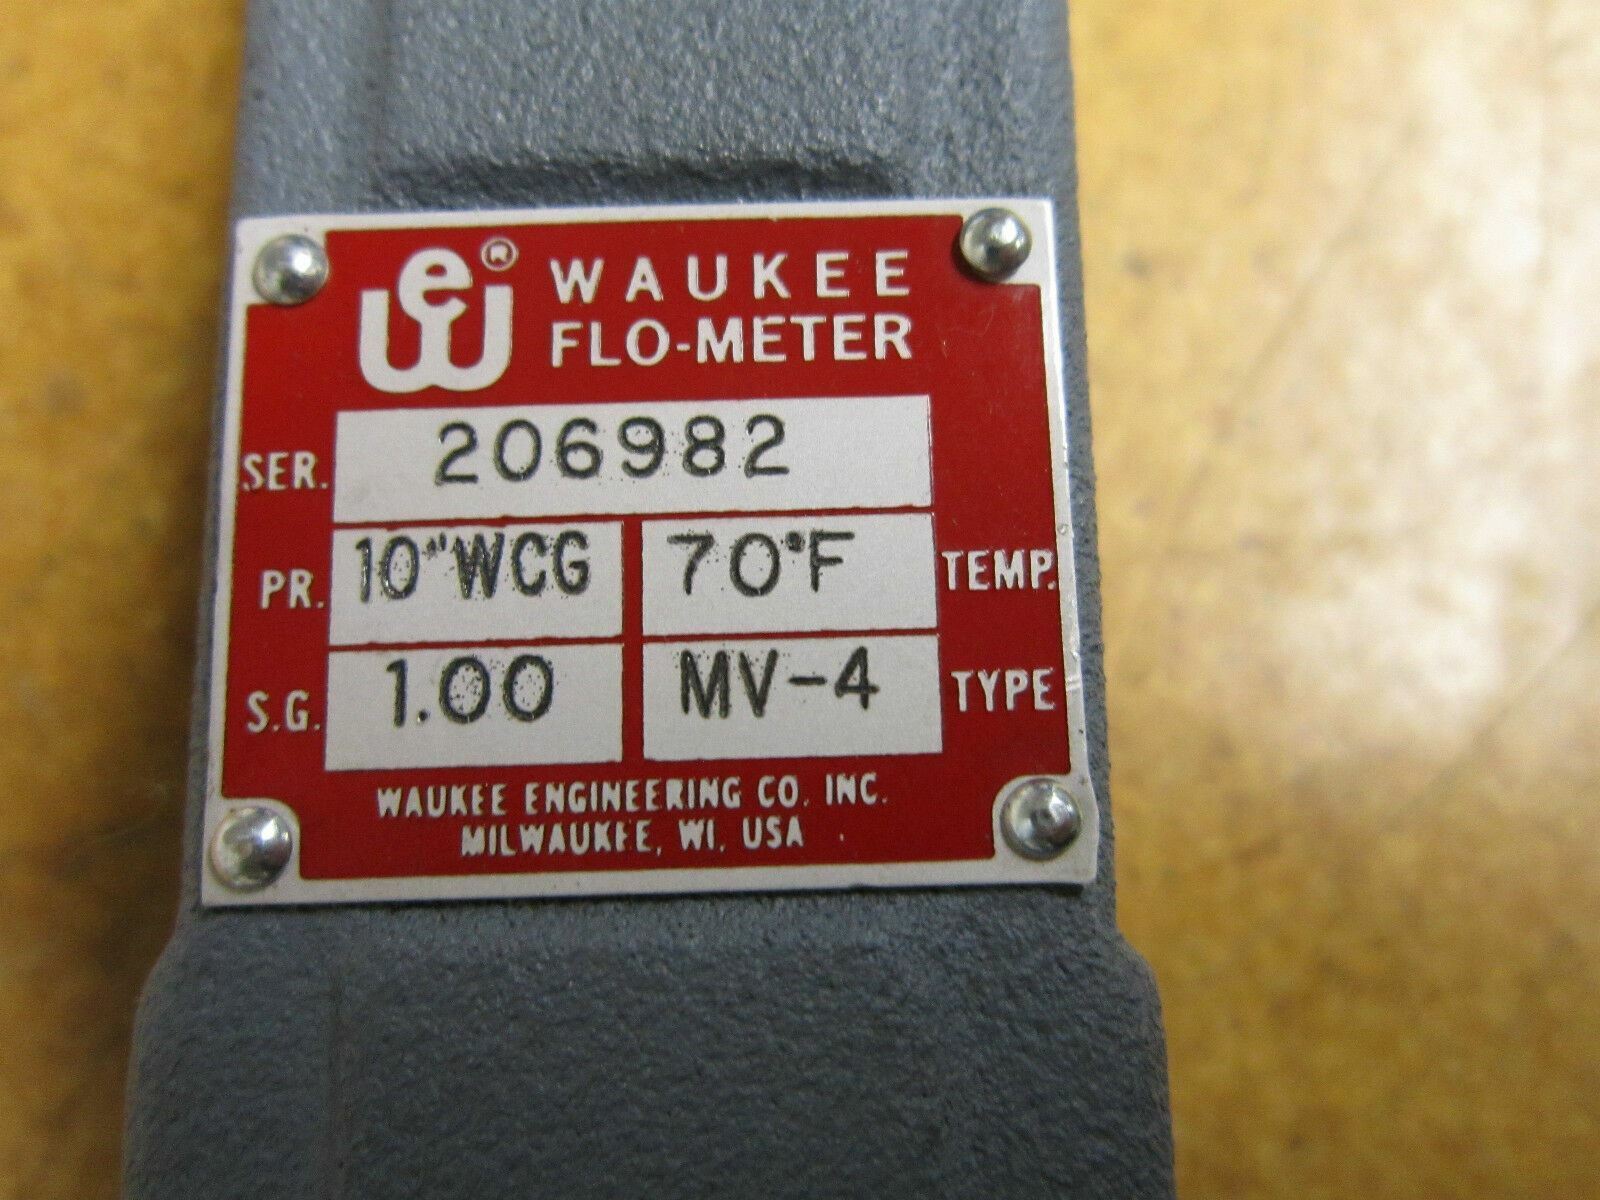 we® WAUKEE
FLO-METER
SER. 206982
PR. 10"WCG 70°F TEMP.
S.G. 1.00 MV-4 TYPE
WAUKEE ENGINEERING CO. INC.
MILWAUKEE, WI. USA